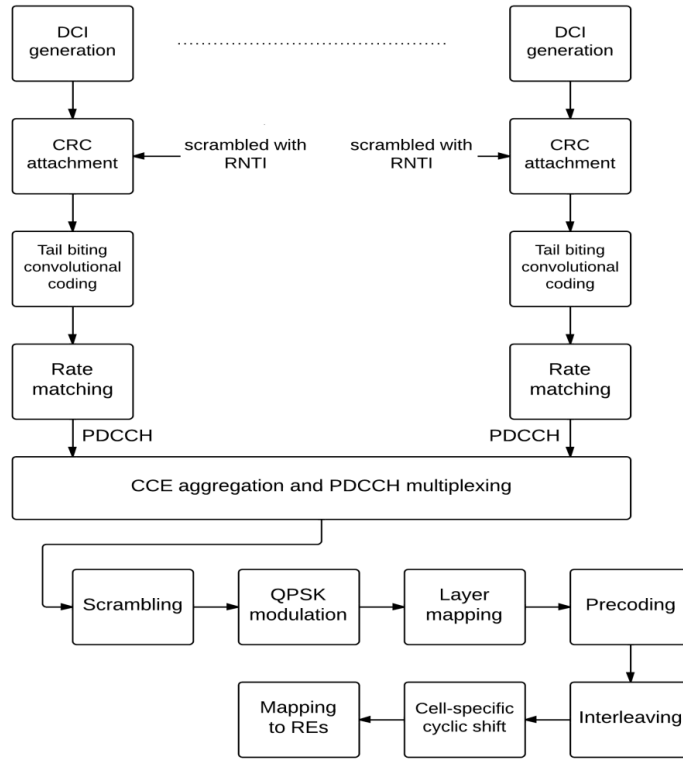 DCI
generation
DCI
generation
CRC
attachment
scrambled with
RNTI
scrambled with
RNTI
CRC
attachment
Tail biting
convolutional
coding
Tail biting
convolutional
coding
Rate
matching
Rate
matching
PDCCH
PDCCH
CCE aggregation and PDCCH multiplexing
Scrambling
QPSK
modulation
Layer
mapping
Precoding
Mapping
to REs
Cell-specific
cyclic shift
Interleaving